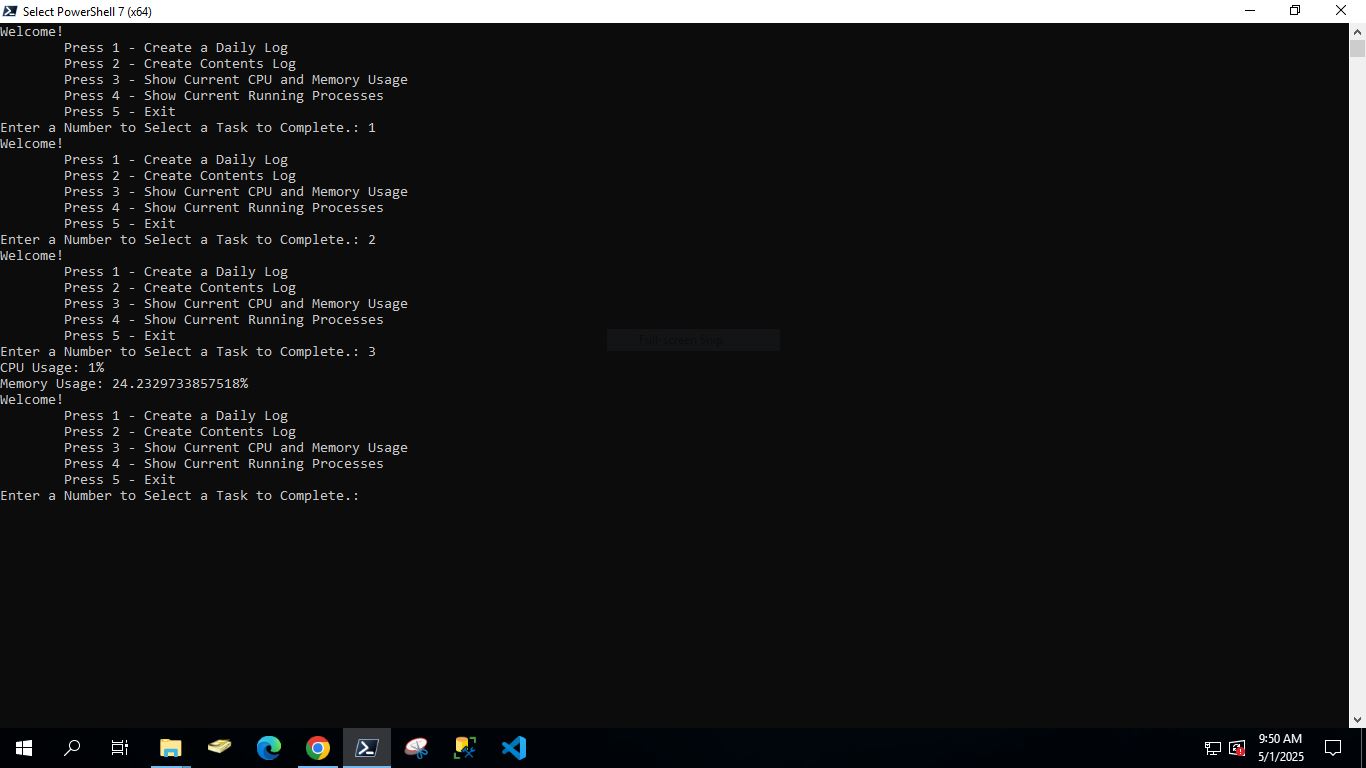 Select PowerShell 7 (x64)
Welcome!
Press 1 - Create a Daily Log
Press 2 - Create Contents Log
Press 3 - Show Current CPU and Memory Usage
Press 4 - Show Current Running Processes
Press 5 - Exit
Enter a Number to Select a Task to Complete.: 1
Welcome!
Press 1 - Create a Daily Log
Press 2 - Create Contents Log
Press 3 - Show Current CPU and Memory Usage
Press 4 - Show Current Running Processes
Press 5 - Exit
Enter a Number to Select a Task to Complete.: 2
Welcome!
Press 1 - Create a Daily Log
Press 2 - Create Contents Log
Press 3 - Show Current CPU and Memory Usage
Press 4 - Show Current Running Processes
Press 5 - Exit
Full-screen Snip
Enter a Number to Select a Task to Complete.: 3
CPU Usage: 1%
Memory Usage: 24.2329733857518%
Welcome!
Press 1 - Create a Daily Log
Press 2 - Create Contents Log
Press 3 - Show Current CPU and Memory Usage
Press 4 - Show Current Running Processes
Press 5 - Exit
Enter a Number to Select a Task to Complete.:
9:50 AM
5/1/2025